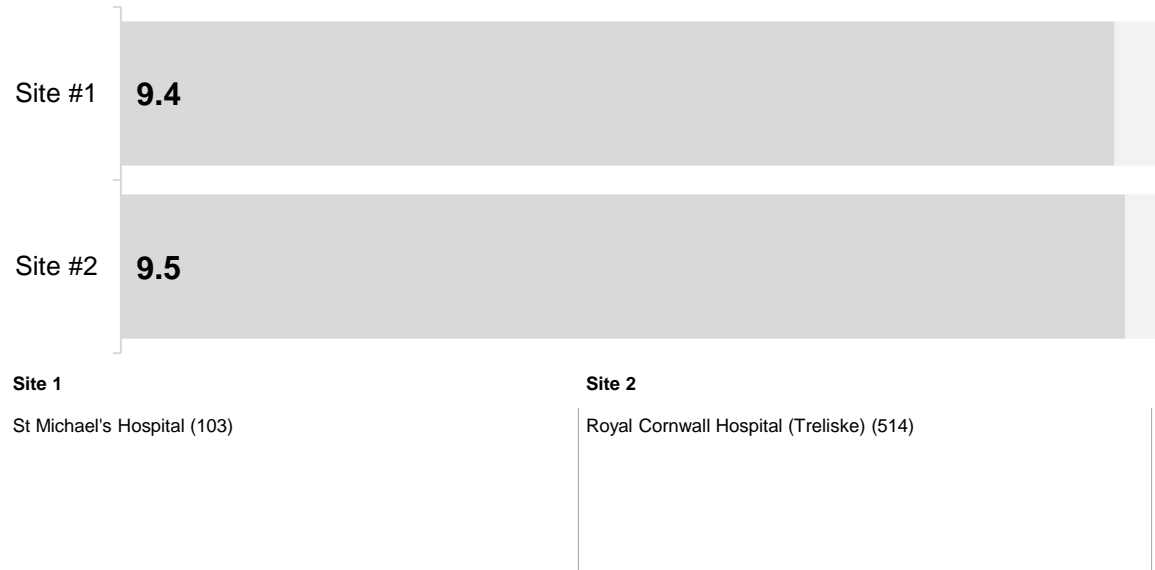 Site #1 9.4
Site #2 9.5
Site 1
Site 2
St Michael's Hospital (103)
Royal Cornwall Hospital (Treliske) (514)